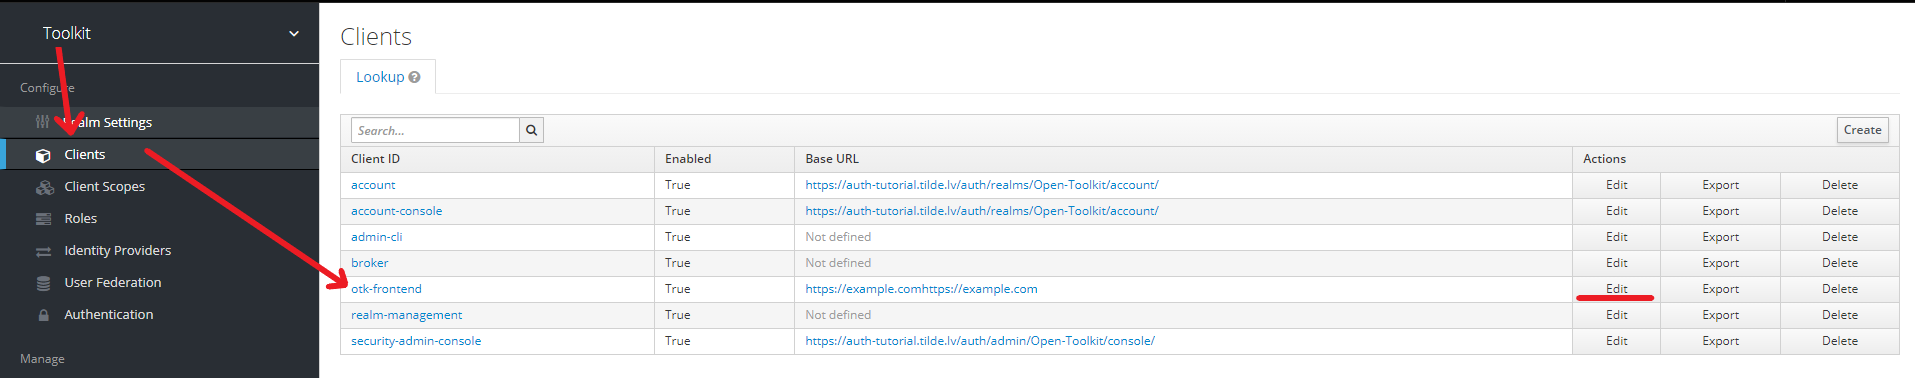 Toolkit
Configure
Realm Settings
Clients
Client Scopes
Roles
Identity Providers
User Federation
Authentication
Manage
Clients
Lookup
Search...
Create
Client ID Enabled Base URL Actions
account True https://auth-tutorial.tilde.lv/auth/realms/Open-Toolkit/account/ Edit Export Delete
account-console True https://auth-tutorial.tilde.lv/auth/realms/Open-Toolkit/account/ Edit Export Delete
admin-cli True Not defined Edit Export Delete
broker True Not defined Edit Export Delete
otk-frontend True https://example.comhttps://example.com Edit Export Delete
realm-management True Not defined Edit Export Delete
security-admin-console True https://auth-tutorial.tilde.lv/auth/admin/Open-Toolkit/console/ Edit Export Delete